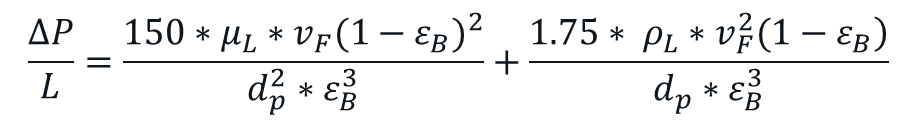 ΔP/L = 150 * μ_L * v_F(1 − ε_B)^2 / d_p^2 * ε_B^3 + 1.75 * ρ_L * v_F^2(1 − ε_B) / d_p * ε_B^3